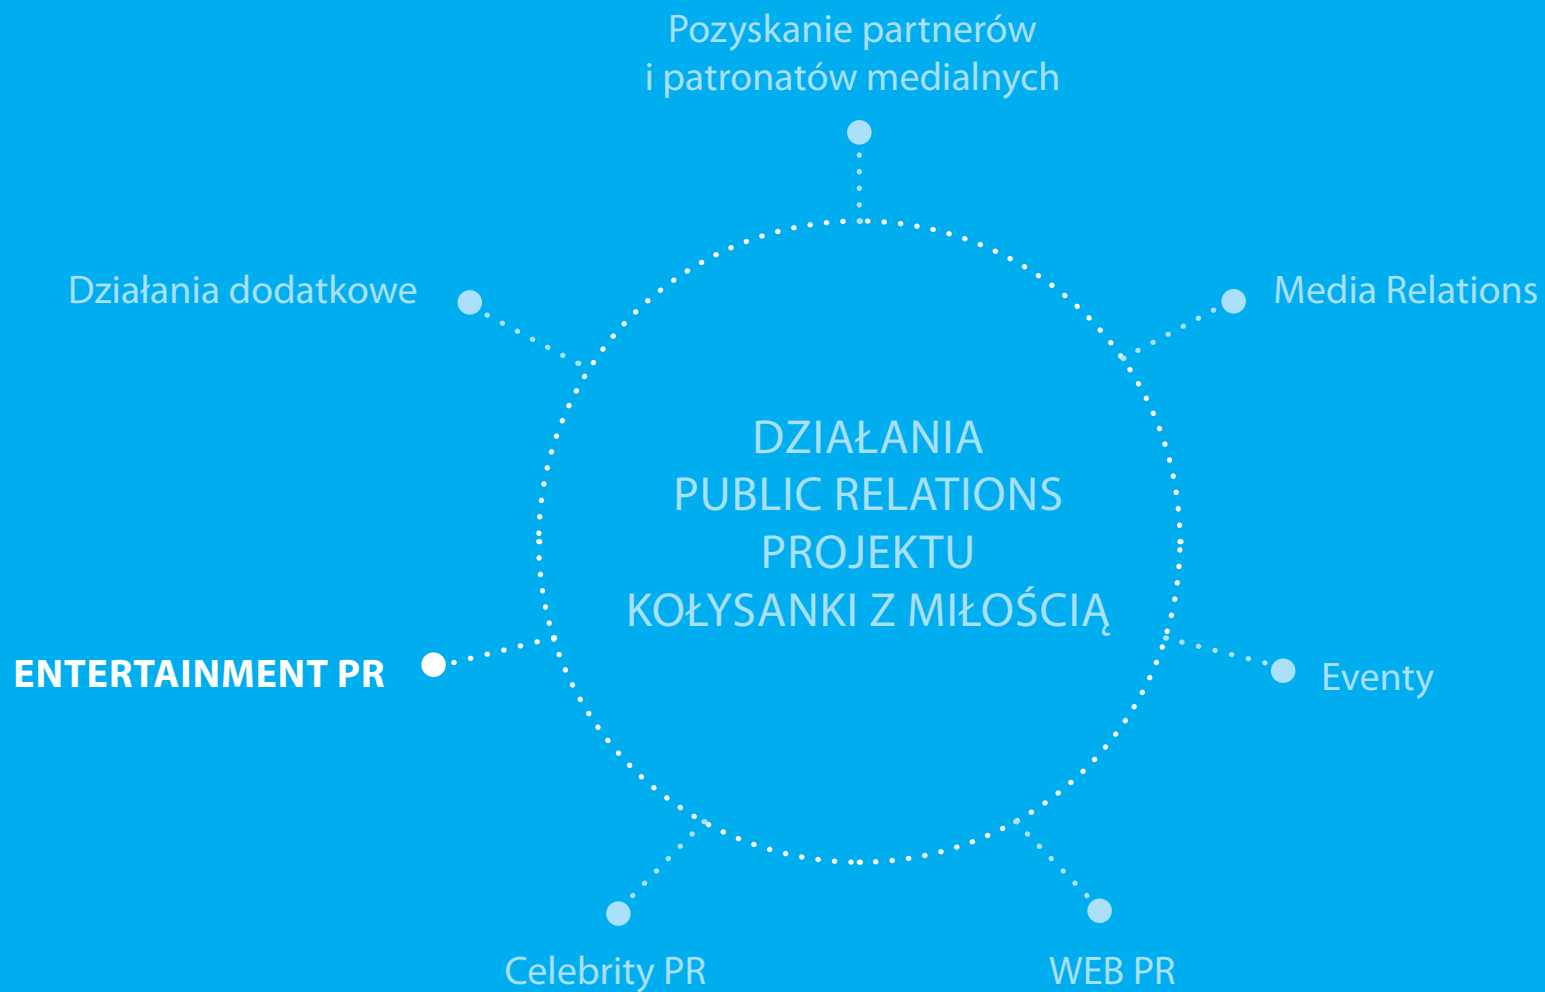 Pozyskanie partnerów
i patronatów medialnych
Działania dodatkowe
Media Relations
DZIAŁANIA
PUBLIC RELATIONS
PROJEKTU
KOŁYSANKI Z MIŁOŚCIĄ
ENTERTAINMENT PR
Eventy
Celebrity PR
WEB PR